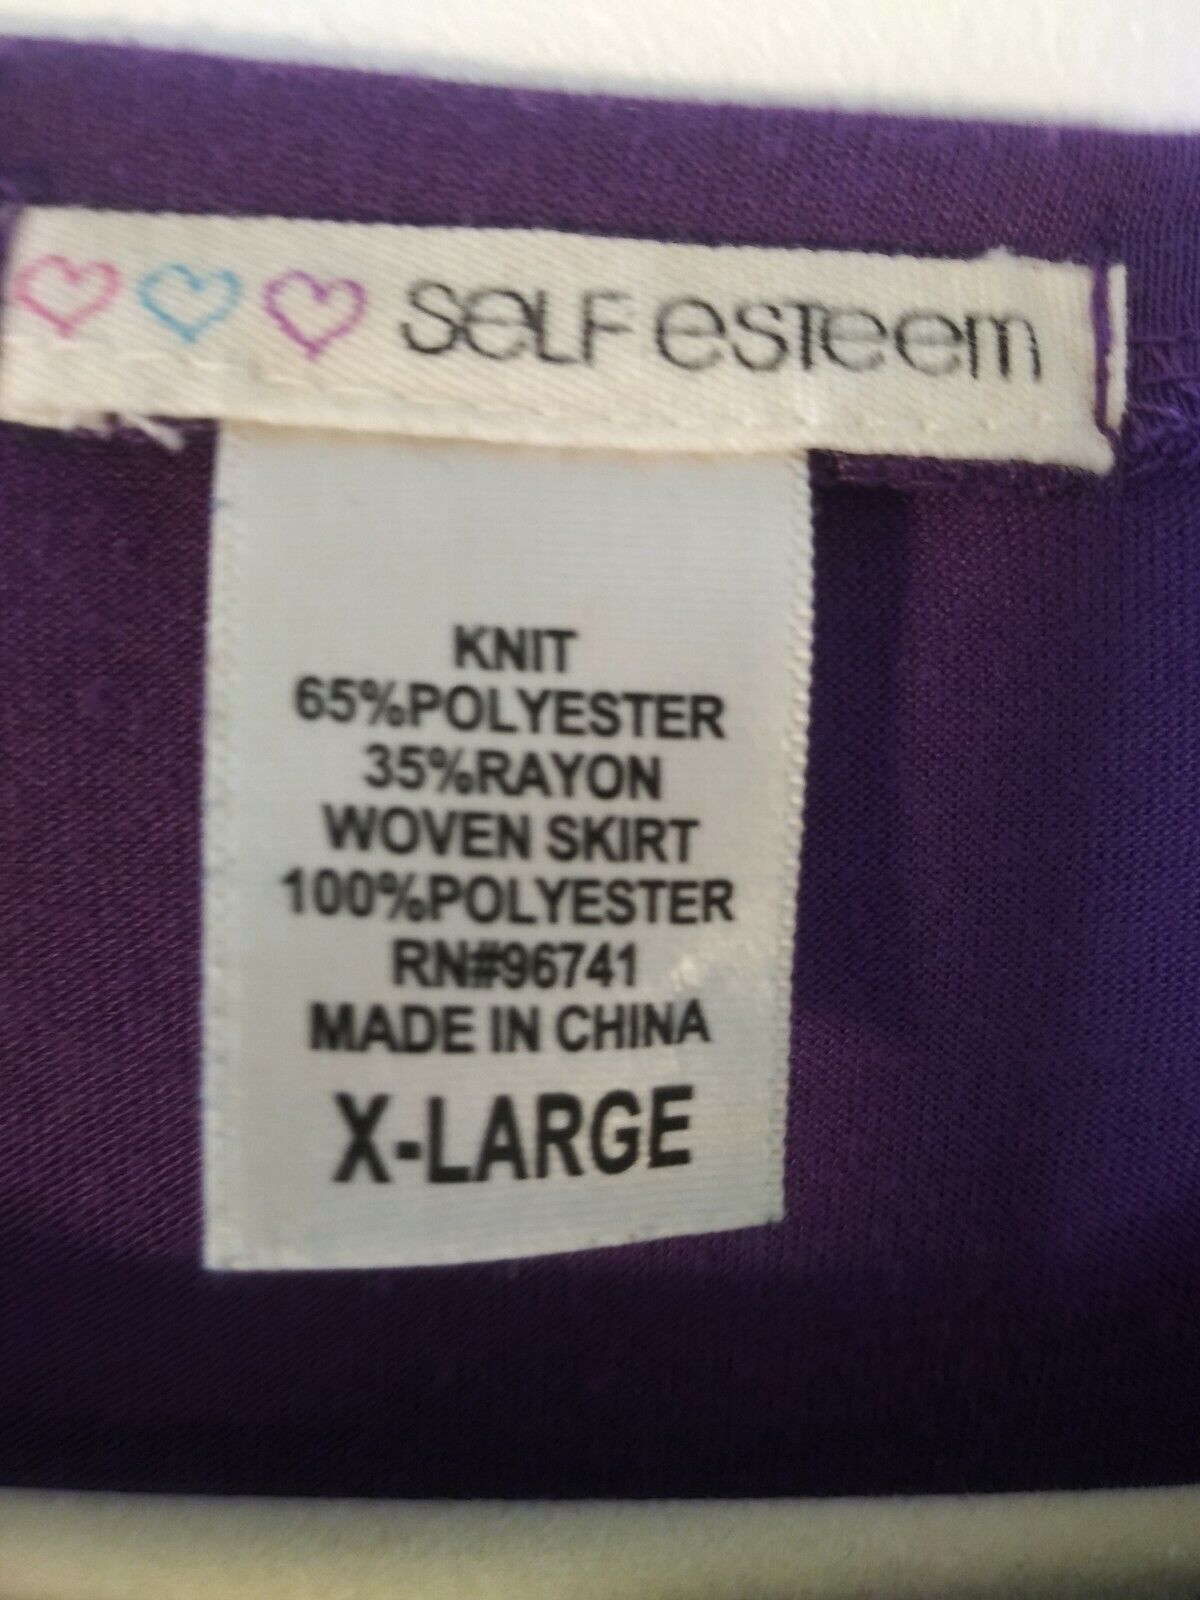 SELF esteem
KNIT
65%POLYESTER
35%RAYON
WOVEN SKIRT
100%POLYESTER
RN#96741
MADE IN CHINA
X-LARGE